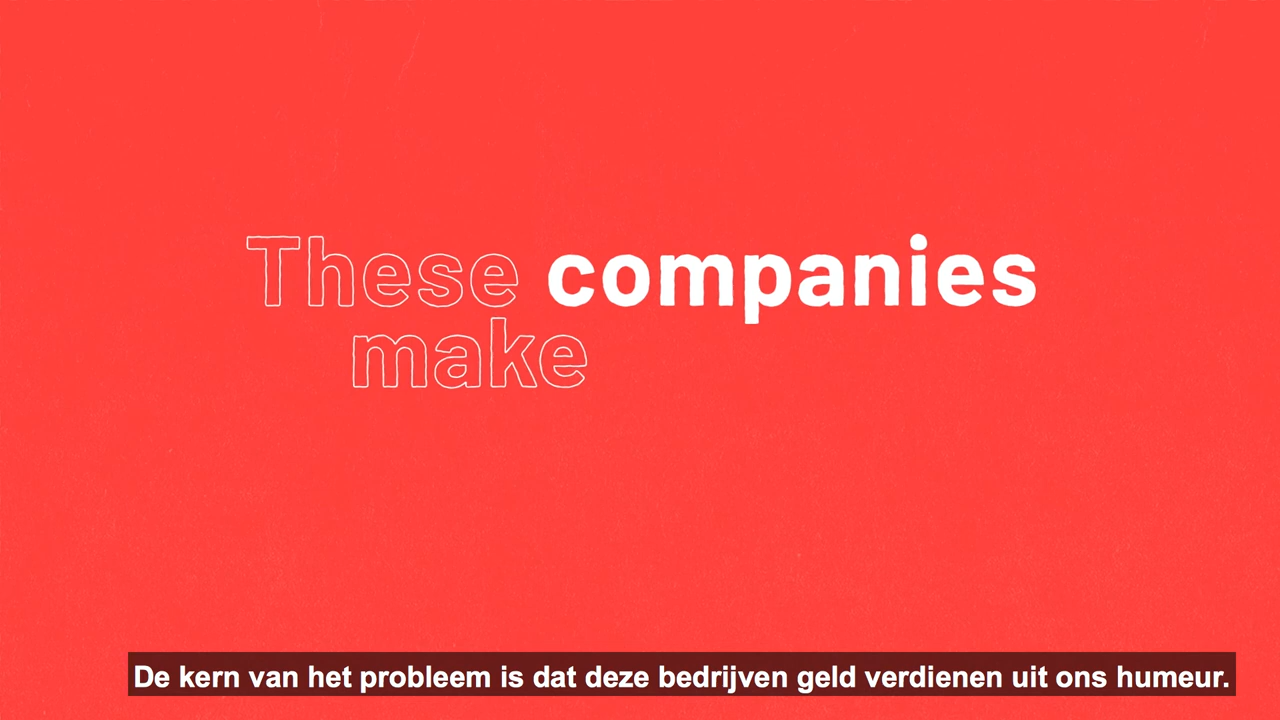 These companies
make
De kern van het probleem is dat deze bedrijven geld verdienen uit ons humeur.